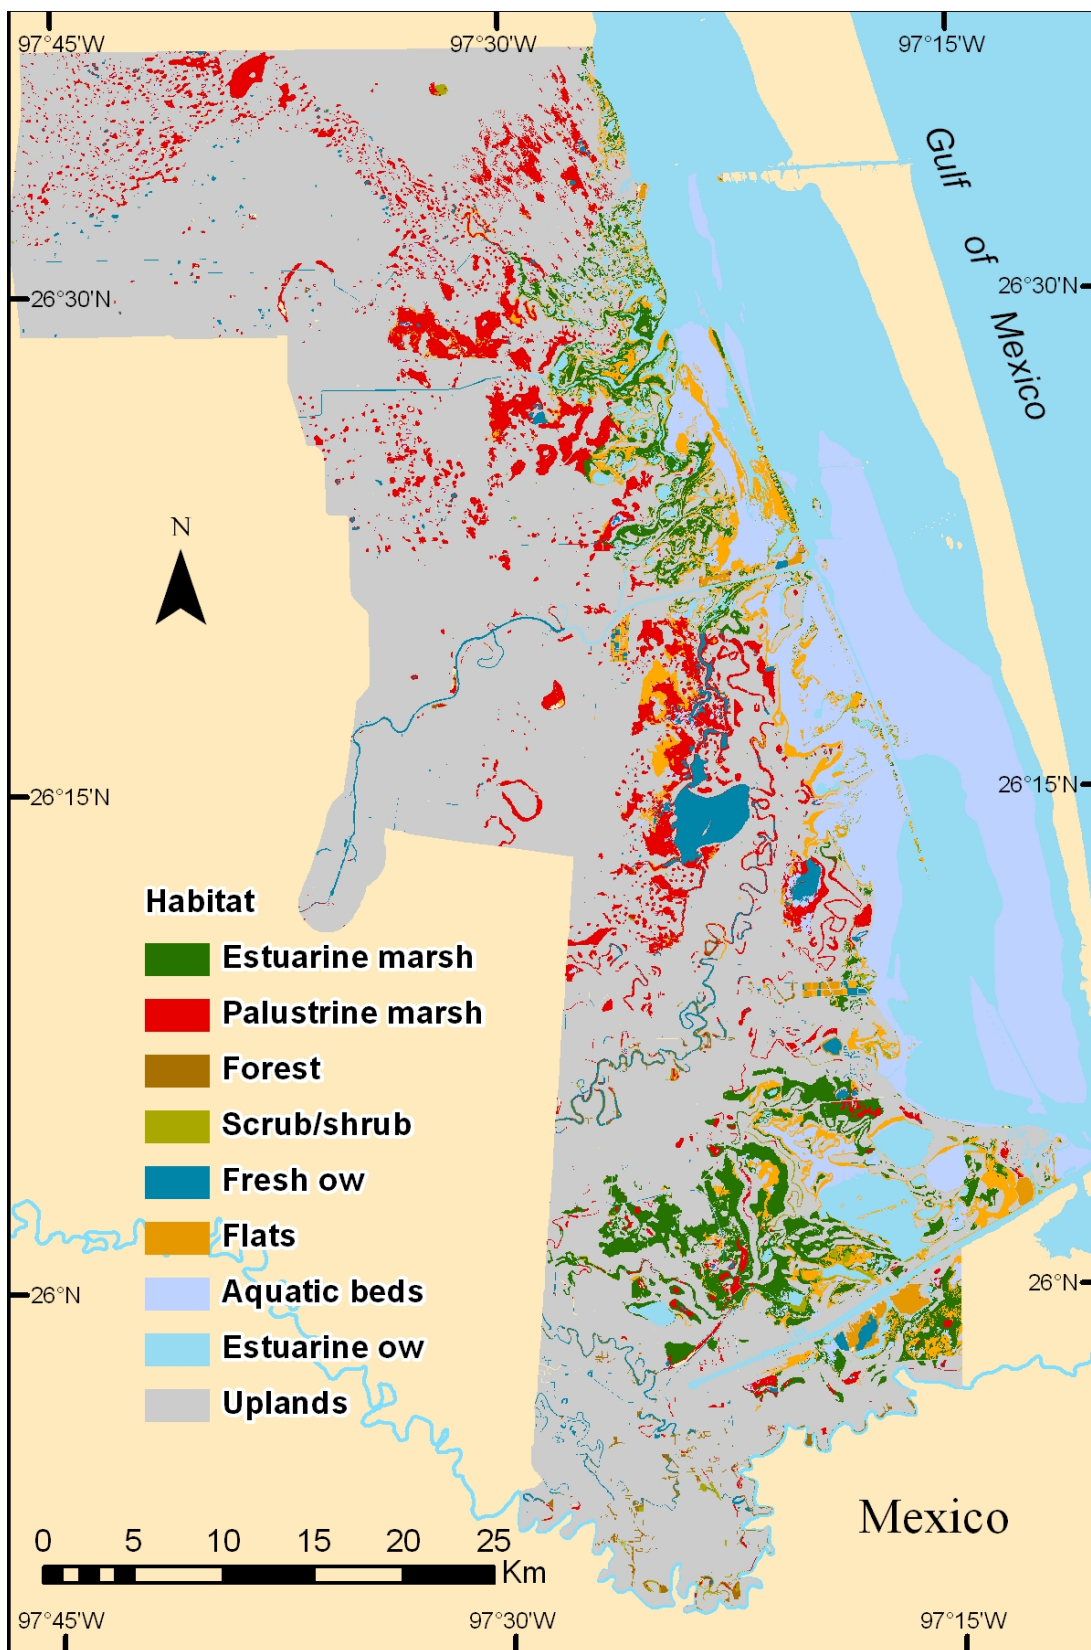 97°45'W 97°30'W 97°15'W
Gulf
of
Mexico
26°30'N 26°30'N
N
26°15'N 26°15'N
Habitat
Estuarine marsh
Palustrine marsh
Forest
Scrub/shrub
Fresh ow
Flats
Aquatic beds
Estuarine ow
Uplands
26°N 26°N
Mexico
0 5 10 15 20 25
Km
97°45'W 97°30'W 97°15'W